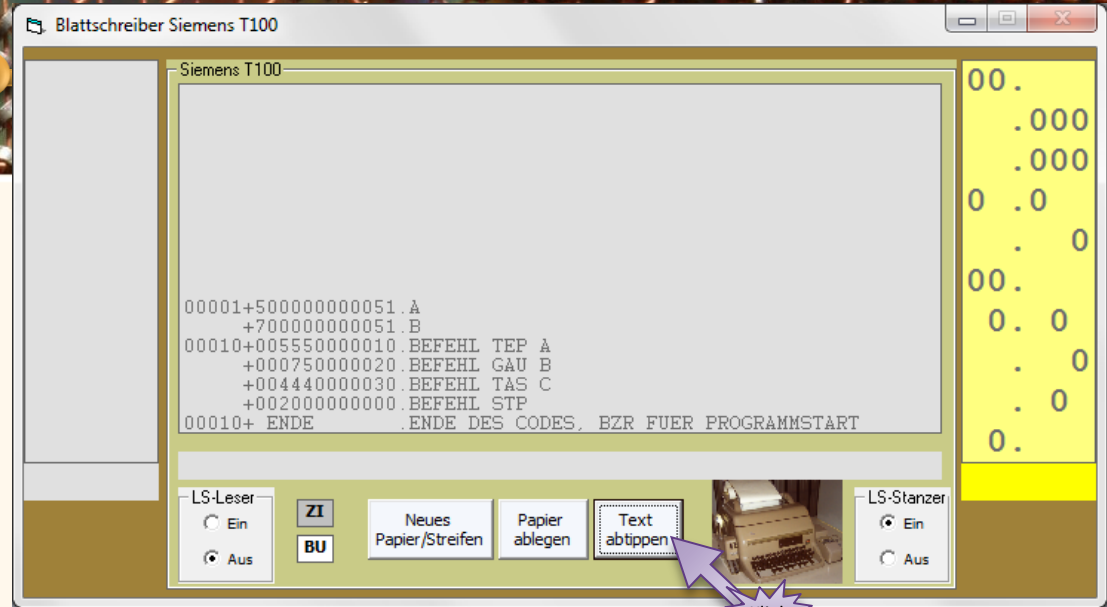 Blattschreiber Siemens T100
Siemens T100
00001+500000000051.A
+700000000051.B
00010+005550000010.BEFEHL TEP A
+000750000020.BEFEHL GAU B
+004440000030.BEFEHL TAS C
+002000000000.BEFEHL STP
00010+ ENDE .ENDE DES CODES, BZR FUER PROGRAMMSTART
00.
.000
.000
0 .0
. 0
00.
0. 0
. 0
. 0
0.
LS-Leser
Ein
Aus
ZI
BU
Neues
Papier/Streifen
Papier
ablegen
Text
abtippen
LS-Stanzer
Ein
Aus